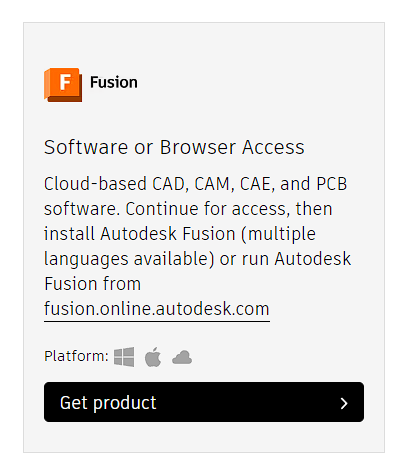 F Fusion
Software or Browser Access
Cloud-based CAD, CAM, CAE, and PCB
software. Continue for access, then
install Autodesk Fusion (multiple
languages available) or run Autodesk
Fusion from
fusion.online.autodesk.com
Platform:
Get product